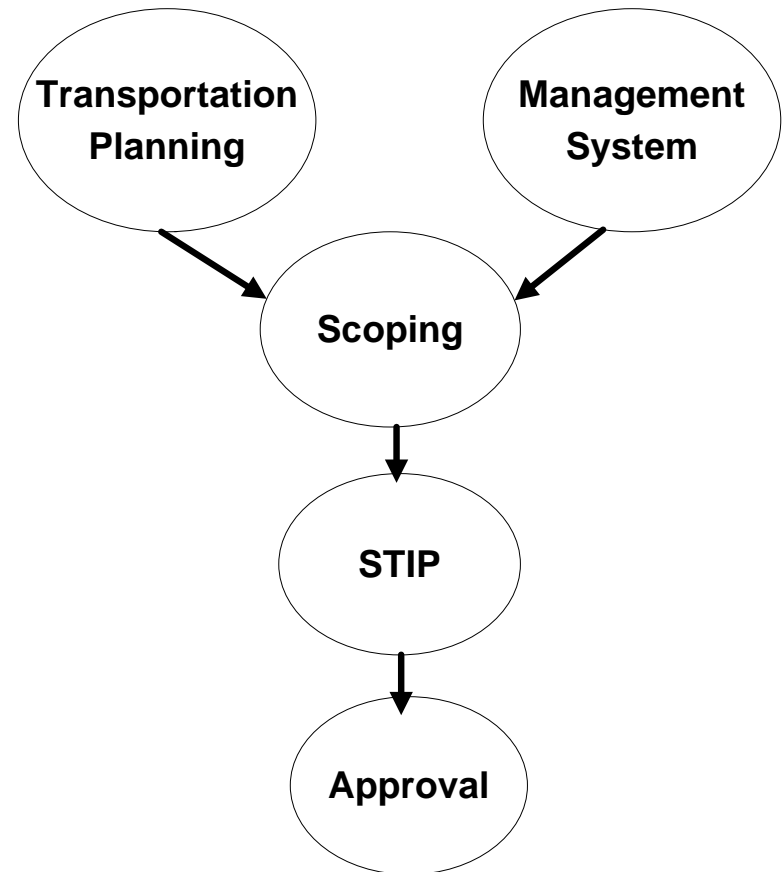 Transportation
Planning
Management
System
Scoping
STIP
Approval